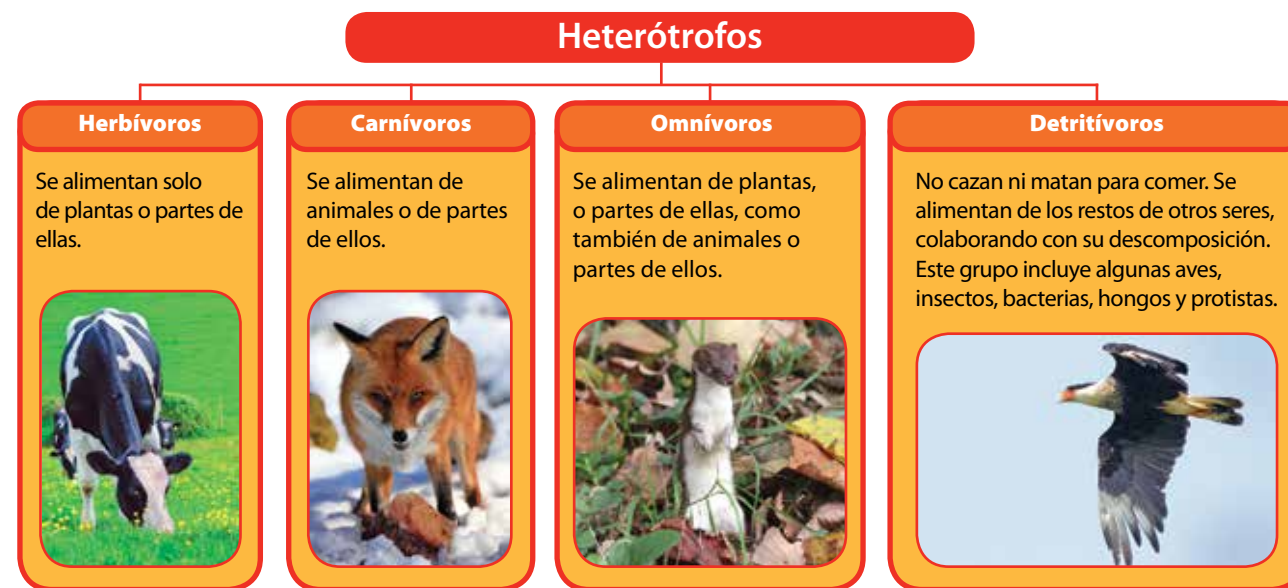 Heterótrofos
Herbívoros
Se alimentan solo
de plantas o partes de
ellas.
Carnívoros
Se alimentan de
animales o de partes
de ellos.
Omnívoros
Se alimentan de plantas,
o partes de ellas, como
también de animales o
partes de ellos.
Detritívoros
No cazan ni matan para comer. Se
alimentan de los restos de otros seres,
colaborando con su descomposición.
Este grupo incluye algunas aves,
insectos, bacterias, hongos y protistas.